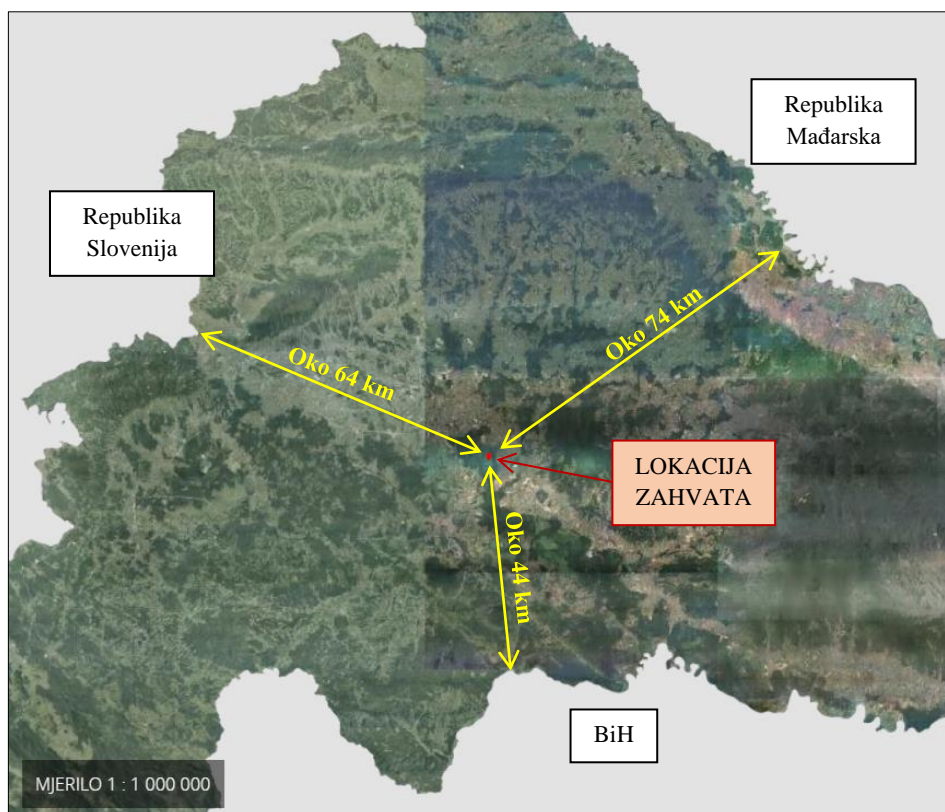 Republika
Mađarska
Republika
Slovenija
Oko 74 km
Oko 64 km
LOKACIJA
ZAHVATA
Oko 44 km
BiH
MJERILO 1 : 1 000 000